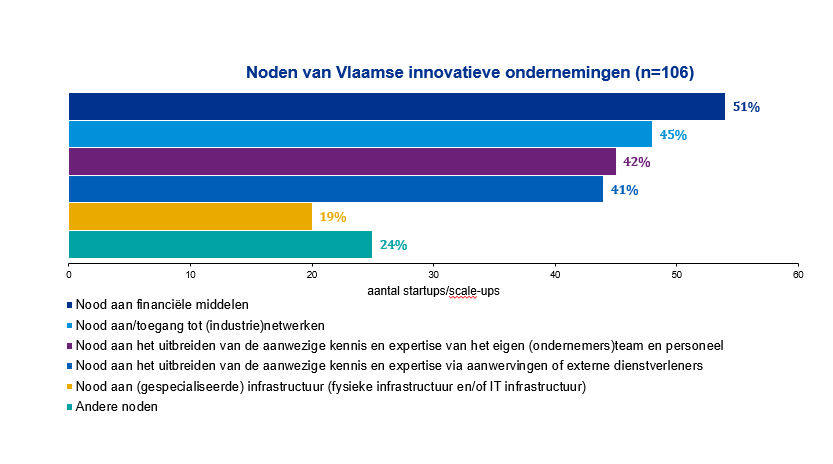 Noden van Vlaamse innovatieve ondernemingen (n=106)
51%
45%
42%
41%
19%
24%
0 10 20 30 40 50 60
aantal startups/scale-ups
Nood aan financiële middelen
Nood aan/toegang tot (industrie)netwerken
Nood aan het uitbreiden van de aanwezige kennis en expertise van het eigen (ondernemers)team en personeel
Nood aan het uitbreiden van de aanwezige kennis en expertise via aanwervingen of externe dienstverleners
Nood aan (gespecialiseerde) infrastructuur (fysieke infrastructuur en/of IT infrastructuur)
Andere noden